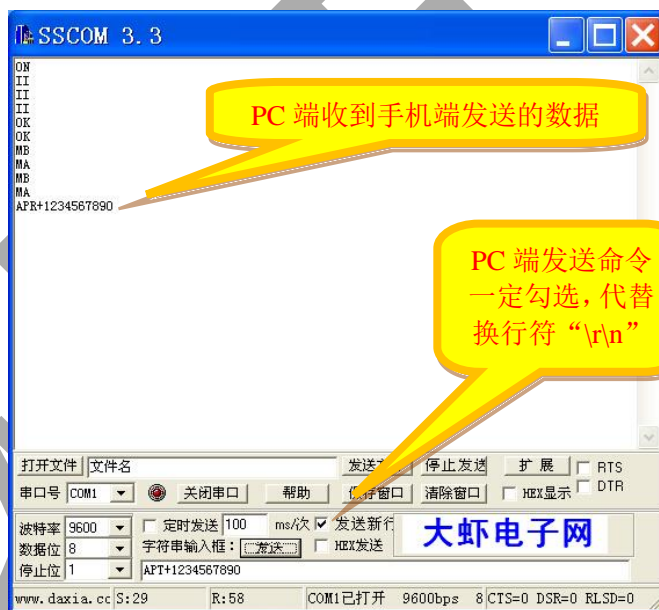 SSCOM 3.3
ON
II
II
II
OK
OK
MB
MA
MB
MA
APR+1234567890
PC 端收到手机端发送的数据
PC 端发送命令
一定勾选，代替
换行符“\r\n”
打开文件 文件名 停止发送 扩 展 RTS
串口号 COM1 关闭串口 帮助 清除窗口 HEX显示 DTR
波特率 9600 定时发送 100 ms/次 发送新行 大虾电子网
数据位 8 字符串输入框： 发送 HEX发送
停止位 1 APT+1234567890
www.daxia.cc S:29 R:58 COM1已打开 9600bps 8 CTS=0 DSR=0 RLSD=0